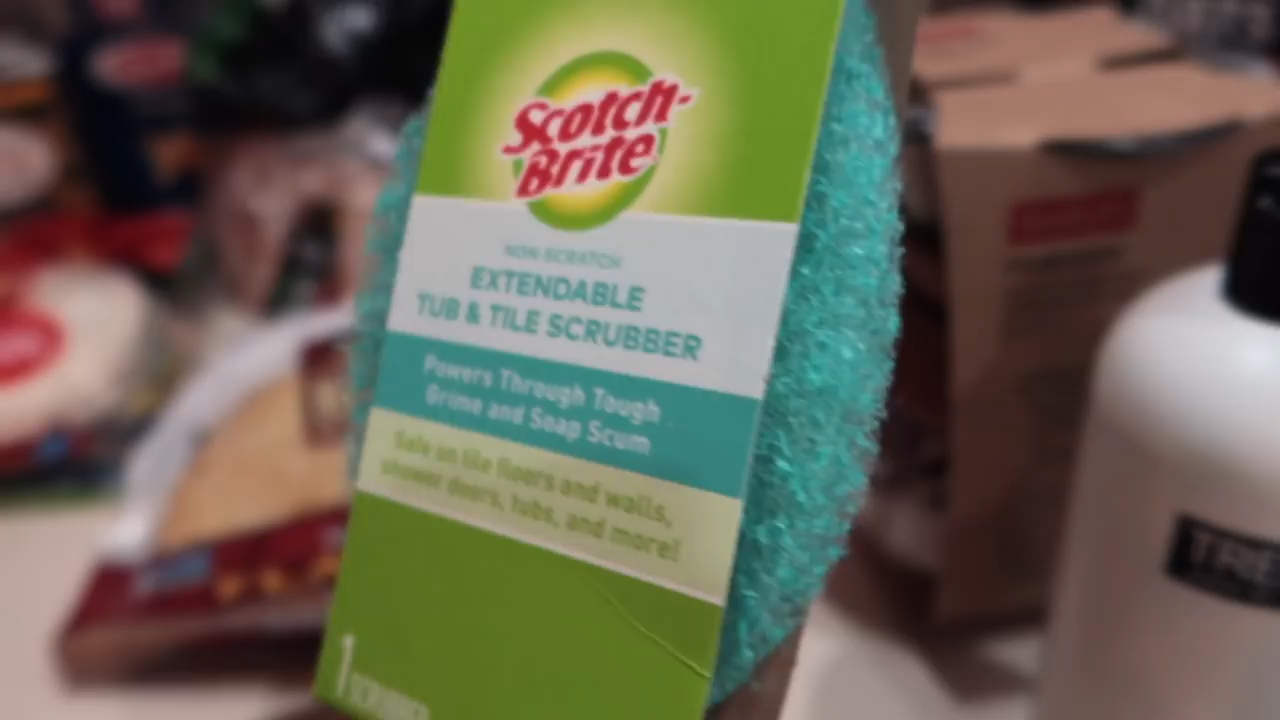 Scotch-
Brite
NON-SCRATCH
EXTENDABLE
TUB & TILE SCRUBBER
Powers Through Tough
Grime and Soap Scum
Safe on tile floors and walls,
shower doors, tubs, and more!
1
TRE